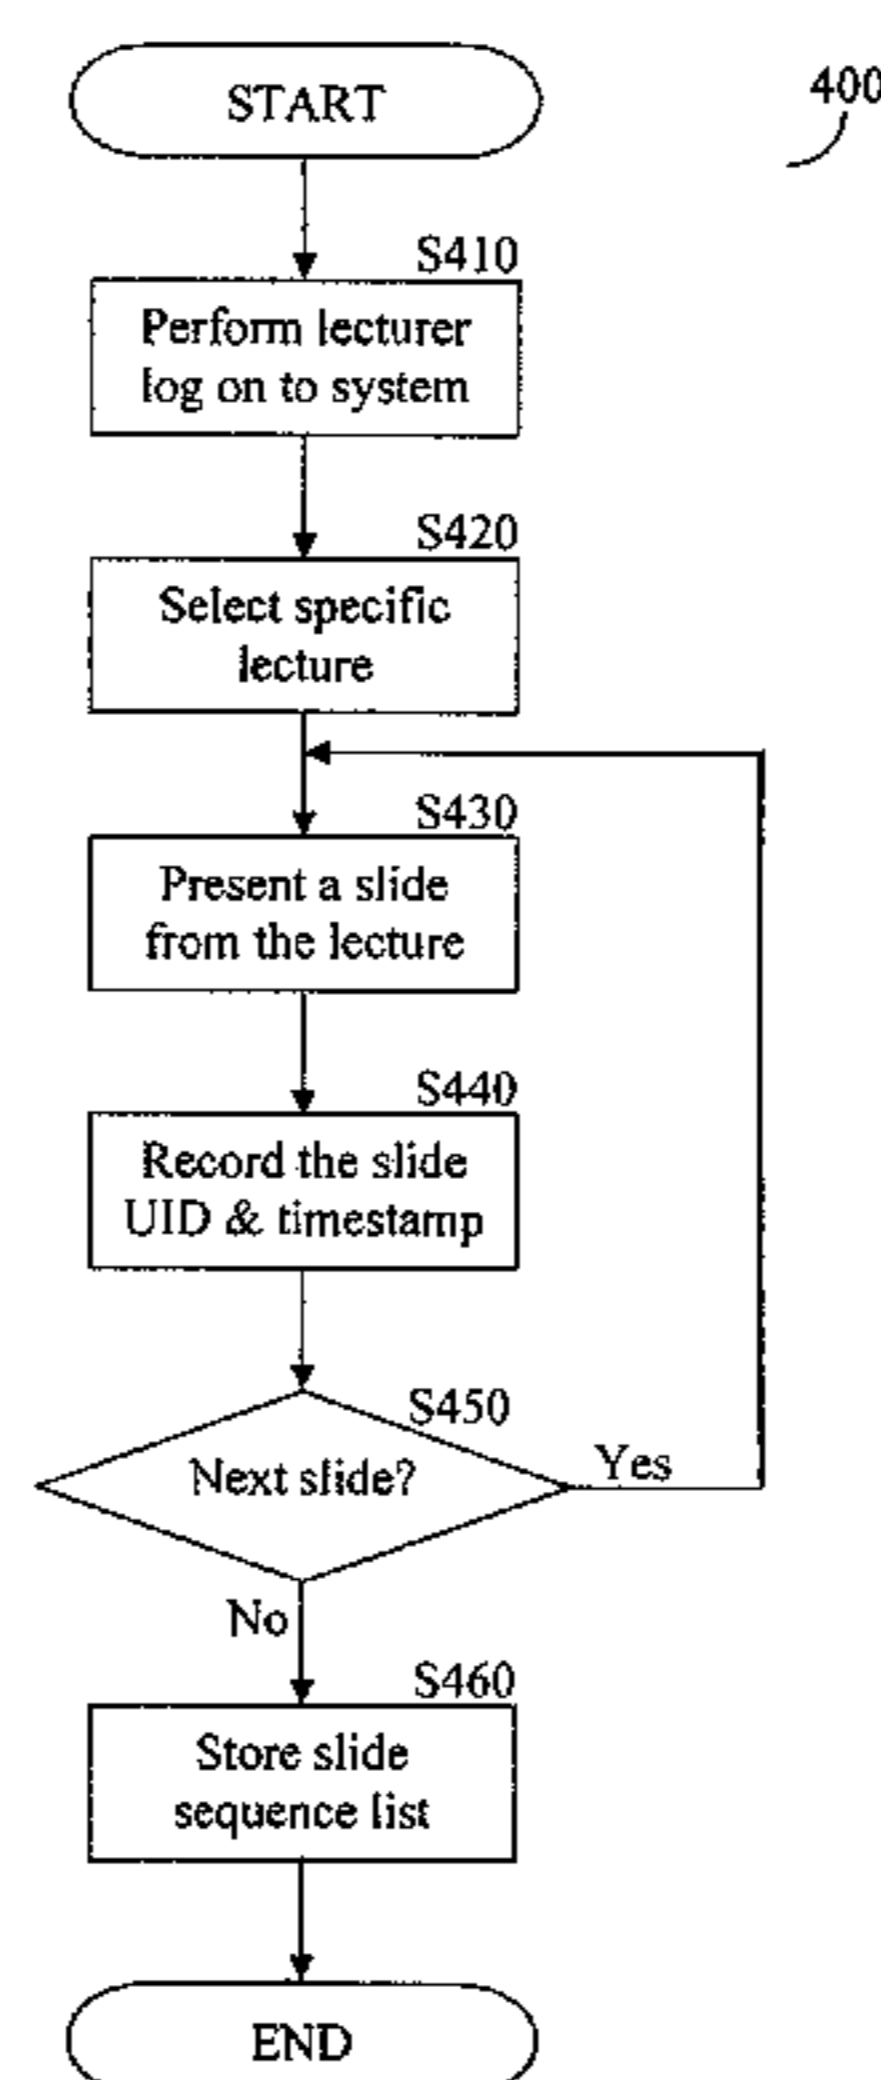 START
400
S410
Perform lecturer
log on to system
S420
Select specific
lecture
S430
Present a slide
from the lecture
S440
Record the slide
UID & timestamp
S450
Next slide?
Yes
No
S460
Store slide
sequence list
END